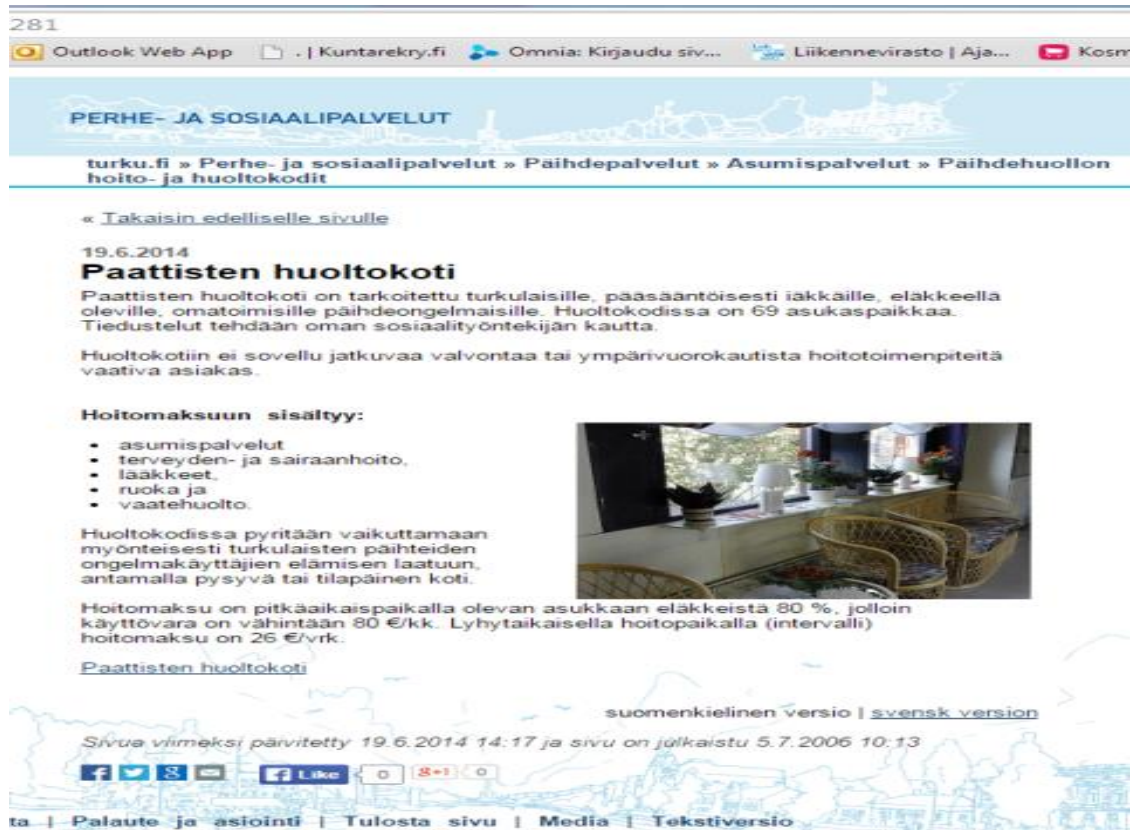 281
Outlook Web App . | Kuntarekry.fi Omnia: Kirjaudu siv... Liikennevirasto | Aja... Kosm
PERHE- JA SOSIAALIPALVELUT
turku.fi » Perhe- ja sosiaalipalvelut » Päihdepalvelut » Asumispalvelut » Päihdehuollon
hoito- ja huoltokodit
« Takaisin edelliselle sivulle
19.6.2014
Paattisten huoltokoti
Paattisten huoltokoti on tarkoitettu turkulaisille, pääsääntöisesti iäkkäille, eläkkeellä
oleville, omatoimisille päihdeongelmaisille. Huoltokodissa on 69 asukaspaikkaa.
Tiedustelut tehdään oman sosiaalityöntekijän kautta.
Huoltokotiin ei sovellu jatkuvaa valvontaa tai ympärivuorokautista hoitotoimenpiteitä
vaativa asiakas.
Hoitomaksuun sisältyy:
• asumispalvelut
• terveyden- ja sairaanhoito,
• lääkkeet,
• ruoka ja
• vaatehuolto.
Huoltokodissa pyritään vaikuttamaan
myönteisesti turkulaisten päihteiden
ongelmakäyttäjien elämisen laatuun,
antamalla pysyvä tai tilapäinen koti.
Hoitomaksu on pitkäaikaispaikalla olevan asukkaan eläkkeistä 80 %, jolloin
käyttövara on vähintään 80 €/kk. Lyhytaikaisella hoitopaikalla (intervalli)
hoitomaksu on 26 €/vrk.
Paattisten huoltokoti
suomenkielinen versio | svensk version
Sivua viimeksi päivitetty 19.6.2014 14:17 ja sivu on julkaistu 5.7.2006 10:13
Like 0 8+1 0
ta | Palaute ja asiointi | Tulosta sivu | Media | Tekstiversio